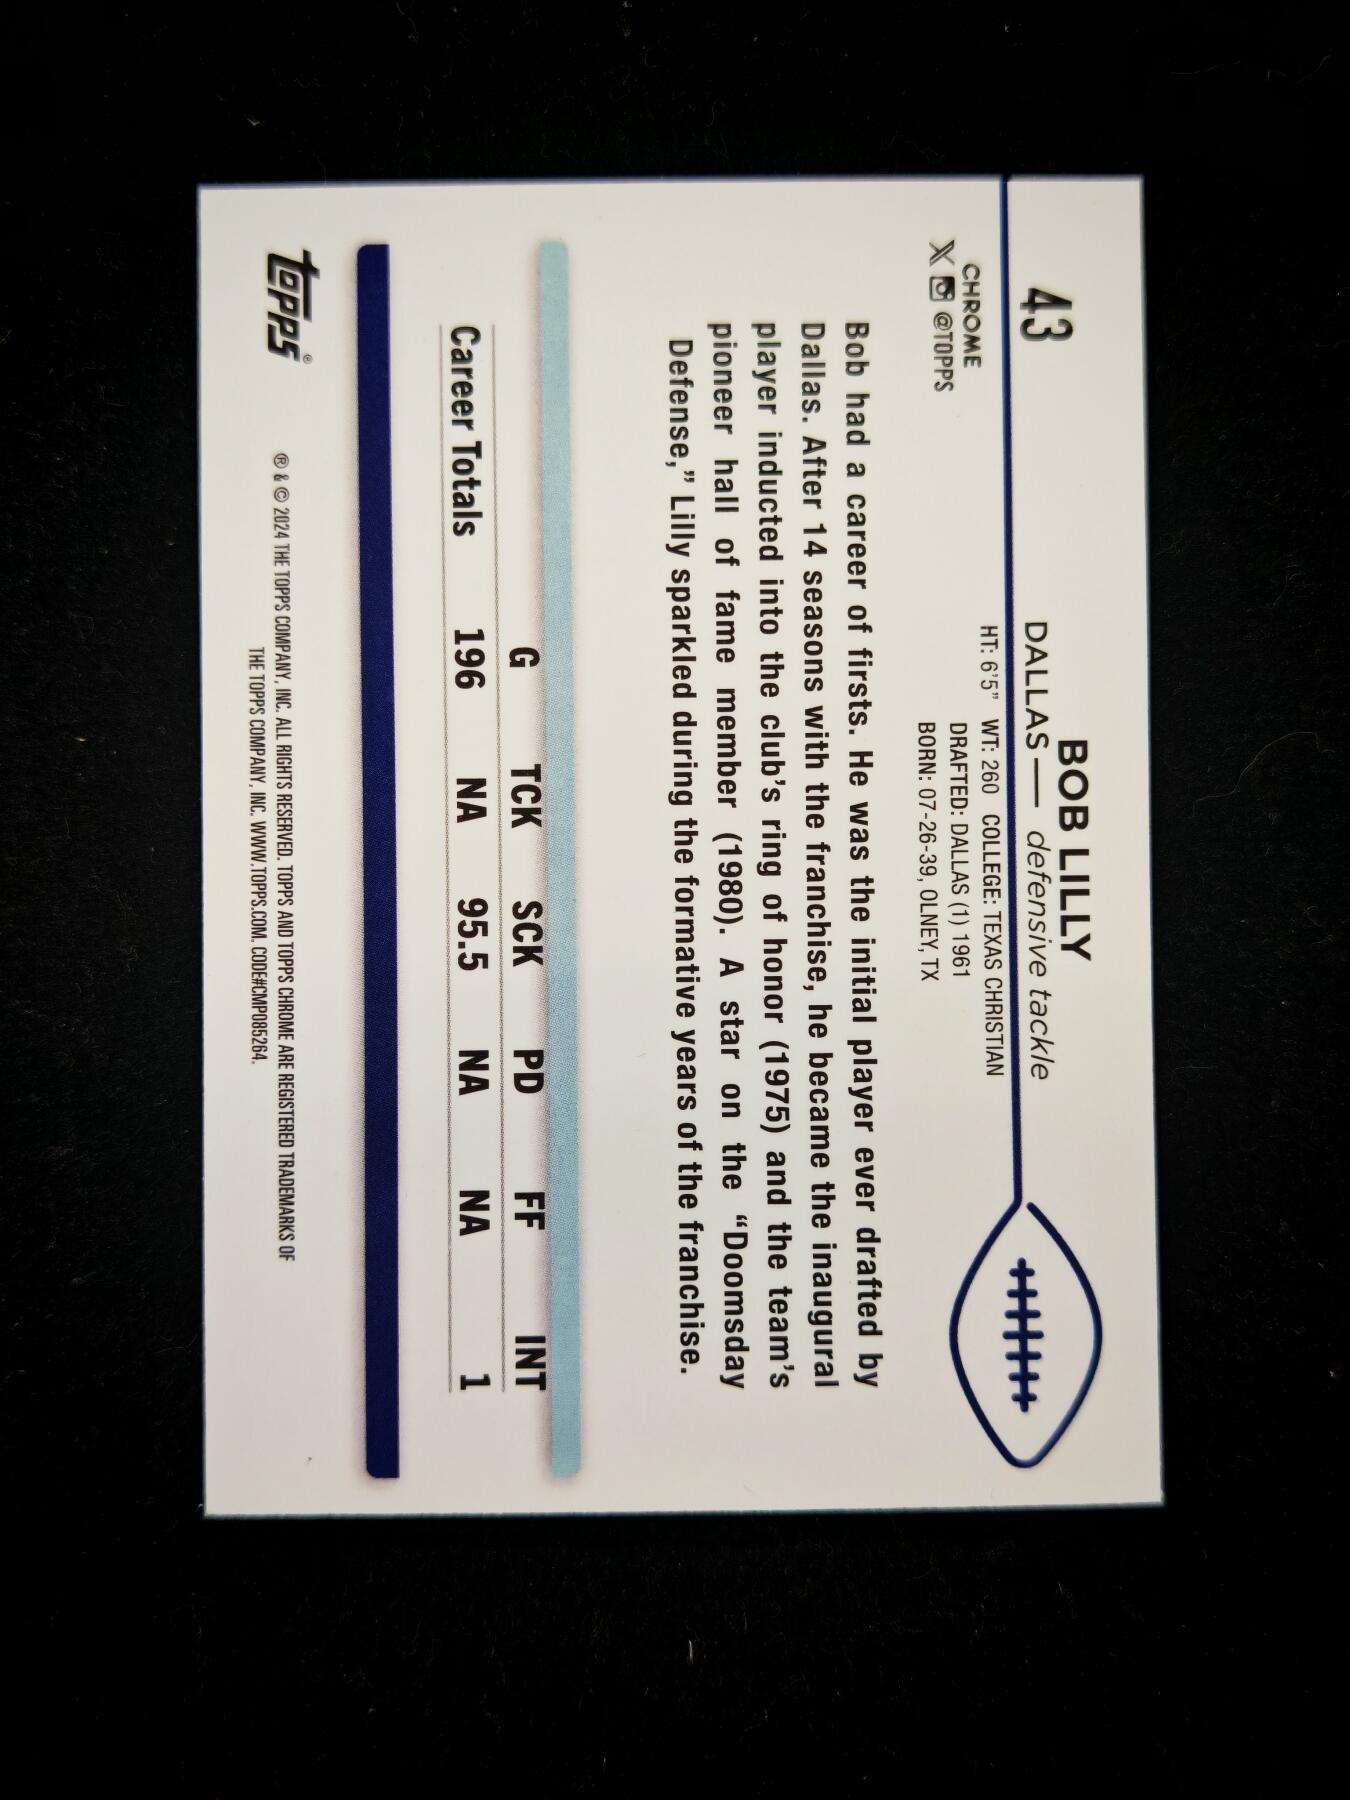 43
BOB LILLY
DALLAS— defensive tackle
CHROME
@TOPPS
HT: 6'5" WT: 260 COLLEGE: TEXAS CHRISTIAN
DRAFTED: DALLAS (1) 1961
BORN: 07-26-39, OLNEY, TX
Bob had a career of firsts. He was the initial player ever drafted by
Dallas. After 14 seasons with the franchise, he became the inaugural
player inducted into the club's ring of honor (1975) and the team's
pioneer hall of fame member (1980). A star on the “Doomsday
Defense,” Lilly sparkled during the formative years of the franchise.
G TCK SCK PD FF INT
Career Totals 196 NA 95.5 NA NA 1
topps®
® & © 2024 THE TOPPS COMPANY, INC. ALL RIGHTS RESERVED. TOPPS AND TOPPS CHROME ARE REGISTERED TRADEMARKS OF
THE TOPPS COMPANY, INC. WWW.TOPPS.COM. CODE#CMP085264.